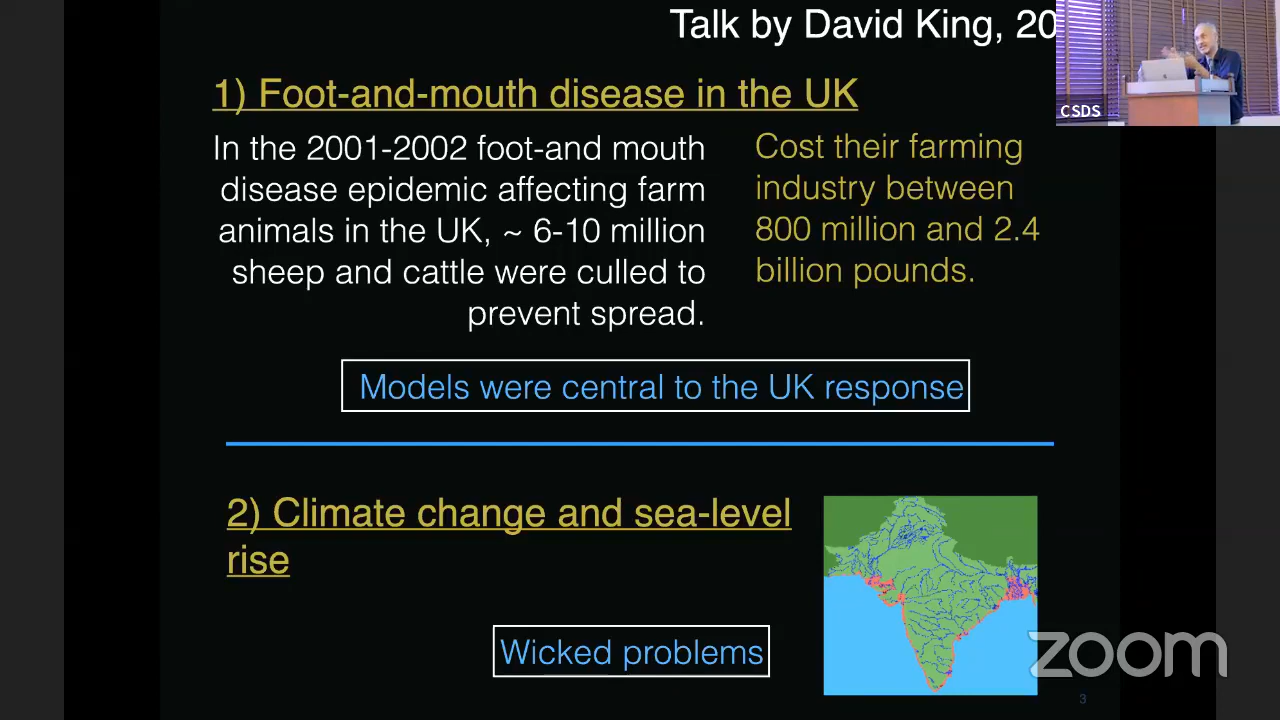 Talk by David King, 20
CSDS
1) Foot-and-mouth disease in the UK
In the 2001-2002 foot-and mouth
disease epidemic affecting farm
animals in the UK, ~ 6-10 million
sheep and cattle were culled to
prevent spread.
Cost their farming
industry between
800 million and 2.4
billion pounds.
Models were central to the UK response
2) Climate change and sea-level
rise
Wicked problems
zoom
3